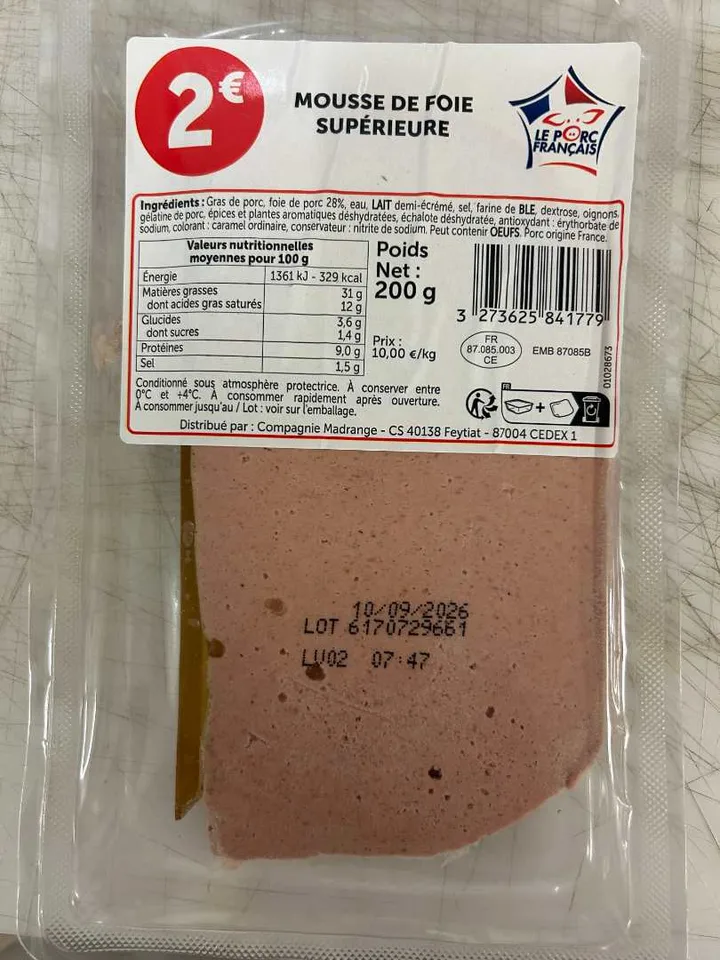 2€
MOUSSE DE FOIE
SUPÉRIEURE
LE PORC
FRANÇAIS
Ingrédients : Gras de porc, foie de porc 28%, eau, LAIT demi-écrémé, sel, farine de BLE, dextrose, oignons,
gélatine de porc, épices et plantes aromatiques déshydratées, échalote déshydratée, antioxydant : érythorbate de
sodium, colorant : caramel ordinaire, conservateur : nitrite de sodium. Peut contenir OEUFS. Porc origine France.
Valeurs nutritionnelles
moyennes pour 100 g
Énergie 1361 kJ - 329 kcal
Matières grasses 31 g
dont acides gras saturés 12 g
Glucides 3,6 g
dont sucres 1,4 g
Protéines 9,0 g
Sel 1,5 g
Poids
Net :
200 g
Prix :
10,00 €/kg
3 273625 841779
FR
87.085.003
CE
EMB 87085B
01028673
FR
+
Conditionné sous atmosphère protectrice. À conserver entre
0°C et +4°C. A consommer rapidement après ouverture.
À consommer jusqu'au / Lot : voir sur l'emballage.
Distribué par : Compagnie Madrange - CS 40138 Feytiat - 87004 CEDEX 1
10/09/2026
LOT 6170729661
LU02 07:47